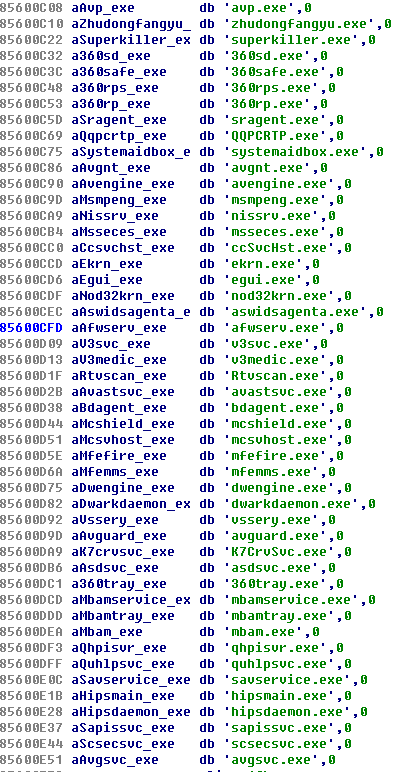 85600C08 aAvp_exe db 'avp.exe',0
85600C10 aZhudongfangyu_ db 'zhudongfangyu.exe',0
85600C22 aSuperkiller_ex db 'superkiller.exe',0
85600C32 a360sd_exe db '360sd.exe',0
85600C3C a360safe_exe db '360safe.exe',0
85600C48 a360rps_exe db '360rps.exe',0
85600C53 a360rp_exe db '360rp.exe',0
85600C5D aSragent_exe db 'sragent.exe',0
85600C69 aQqpcrtp_exe db 'QQPCRTP.exe',0
85600C75 aSystemaidbox_e db 'systemaidbox.exe',0
85600C86 aAvgnt_exe db 'avgnt.exe',0
85600C90 aAvengine_exe db 'avengine.exe',0
85600C9D aMsmpeng_exe db 'msmpeng.exe',0
85600CA9 aNissrv_exe db 'nissrv.exe',0
85600CB4 aMsseces_exe db 'msseces.exe',0
85600CC0 aCcsvchst_exe db 'ccSvcHst.exe',0
85600CCD aEkrn_exe db 'ekrn.exe',0
85600CD6 aEgui_exe db 'egui.exe',0
85600CDF aNod32krn_exe db 'nod32krn.exe',0
85600CEC aAswidsagenta_e db 'aswidsagenta.exe',0
85600CFD aAfwserv_exe db 'afwserv.exe',0
85600D09 aV3svc_exe db 'v3svc.exe',0
85600D13 aV3medic_exe db 'v3medic.exe',0
85600D1F aRtvscan_exe db 'Rtvscan.exe',0
85600D2B aAvastsvc_exe db 'avastsvc.exe',0
85600D38 aBdagent_exe db 'bdagent.exe',0
85600D44 aMcshield_exe db 'mcshield.exe',0
85600D51 aMcsvhost_exe db 'mcsvhost.exe',0
85600D5E aMfefire_exe db 'mfefire.exe',0
85600D6A aMfemms_exe db 'mfemms.exe',0
85600D75 aDwengine_exe db 'dwengine.exe',0
85600D82 aDwarkdaemon_ex db 'dwarkdaemon.exe',0
85600D92 aVssery_exe db 'vssery.exe',0
85600D9D aAvguard_exe db 'avguard.exe',0
85600DA9 aK7crvsvc_exe db 'K7CrvSvc.exe',0
85600DB6 aAsdsvc_exe db 'asdsvc.exe',0
85600DC1 a360tray_exe db '360tray.exe',0
85600DCD aMbamservice_ex db 'mbamservice.exe',0
85600DDD aMbamtray_exe db 'mbamtray.exe',0
85600DEA aMbam_exe db 'mbam.exe',0
85600DF3 aQhpisvr_exe db 'qhpisvr.exe',0
85600DFF aQuhlpsvc_exe db 'quhlpsvc.exe',0
85600E0C aSavservice_exe db 'savservice.exe',0
85600E1B aHipsmain_exe db 'hipsmain.exe',0
85600E28 aHipsdaemon_exe db 'hipsdaemon.exe',0
85600E37 aSapissvc_exe db 'sapissvc.exe',0
85600E44 aScsecsvc_exe db 'scsecsvc.exe',0
85600E51 aAvgsvc_exe db 'avgsvc.exe',0